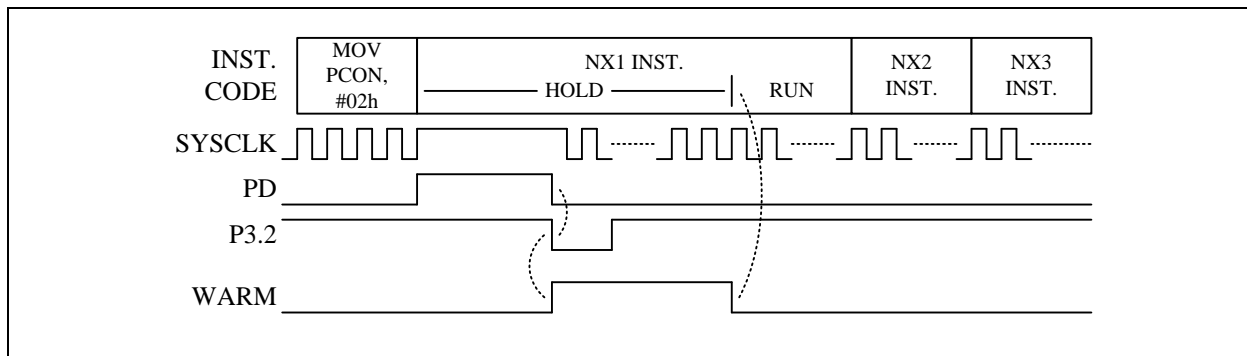 INST.
CODE
MOV
PCON,
#02h
NX1 INST.
HOLD
RUN
NX2
INST.
NX3
INST.
SYSCLK
PD
P3.2
WARM